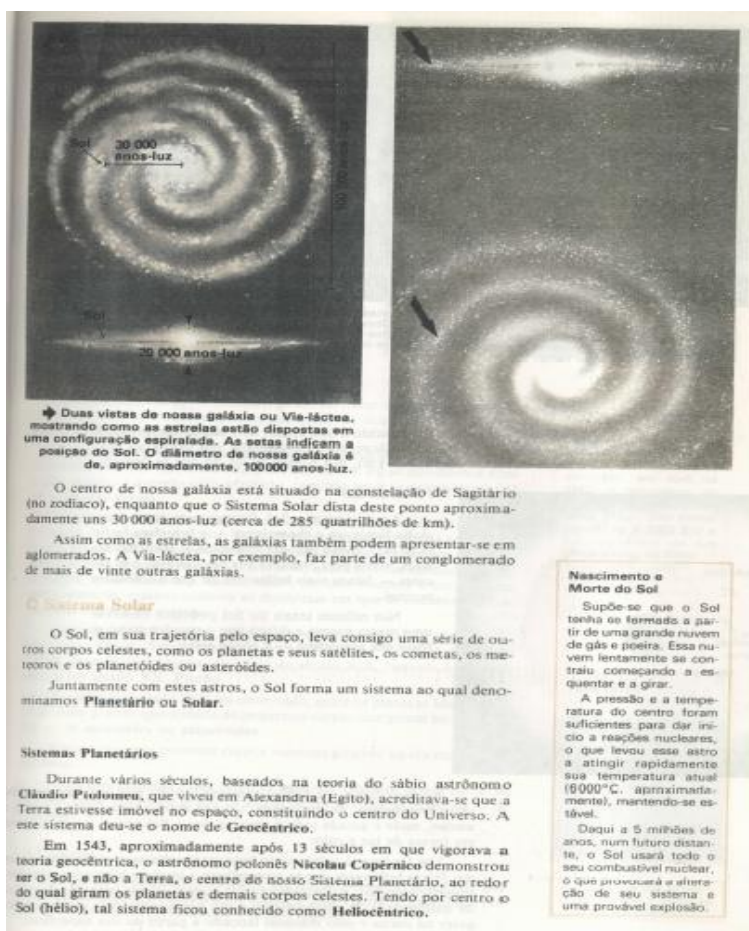 Sol
30 000
anos-luz
Sol
20 000 anos-luz
Duas vistas de nossa galáxia ou Via-láctea,
mostrando como as estrelas estão dispostas em
uma configuração espiralada. As setas indicam a
posição do Sol. O diâmetro de nossa galáxia é
de, aproximadamente, 100000 anos-luz.
O centro de nossa galáxia está situado na constelação de Sagitário
(no zodíaco), enquanto que o Sistema Solar dista deste ponto aproxima-
damente uns 30 000 anos-luz (cerca de 285 quatrilhões de km).
Assim como as estrelas, as galáxias também podem apresentar-se em
aglomerados. A Via-láctea, por exemplo, faz parte de um conglomerado
de mais de vinte outras galáxias.
O Sistema Solar
O Sol, em sua trajetória pelo espaço, leva consigo uma série de ou-
tros corpos celestes, como os planetas e seus satélites, os cometas, os me-
teoros e os planetóides ou asteróides.
Juntamente com estes astros, o Sol forma um sistema ao qual deno-
minamos Planetário ou Solar.
Sistemas Planetários
Durante vários séculos, baseados na teoria do sábio astrônomo
Cláudio Ptolomeu, que viveu em Alexandria (Egito), acreditava-se que a
Terra estivesse imóvel no espaço, constituindo o centro do Universo. A
este sistema deu-se o nome de Geocêntrico.
Em 1543, aproximadamente após 13 séculos em que vigorava a
teoria geocêntrica, o astrônomo polonês Nicolau Copérnico demonstrou
ser o Sol, e não a Terra, o centro do nosso Sistema Planetário, ao redor
do qual giram os planetas e demais corpos celestes. Tendo por centro o
Sol (hélio), tal sistema ficou conhecido como Heliocêntrico.
Nascimento e
Morte do Sol
Supõe-se que o Sol
tenha se formado a par-
tir de uma grande nuvem
de gás e poeira. Essa nu-
vem lentamente se con-
traiu começando a es-
quentar e a girar.
A pressão e a tempe-
ratura do centro foram
suficientes para dar iní-
cio a reações nucleares,
o que levou esse astro
a atingir rapidamente
sua temperatura atual
(6000°C. aproximada-
mente), mantendo-se es-
tável.
Daqui a 5 milhões de
anos, num futuro distan-
te, o Sol usará todo o
seu combustível nuclear,
o que provocará a altera-
ção de seu sistema e
uma provável explosão.